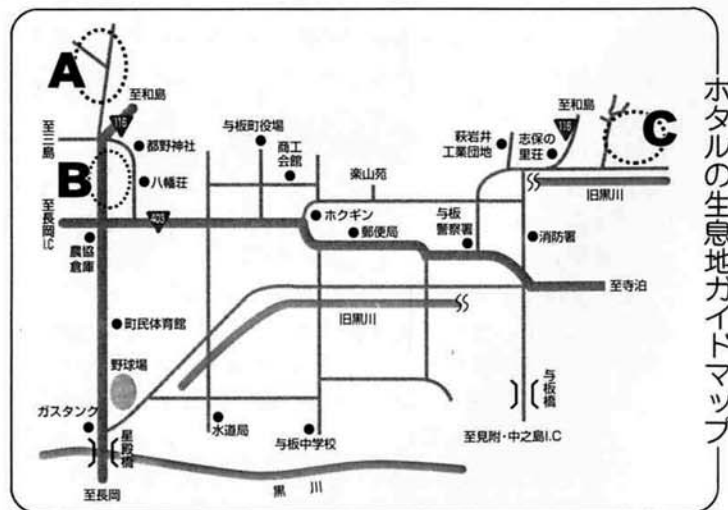 ホタルの生息地ガイドマップ
A
至和島
116
至三島
都野神社
与板町役場
商工
会館
楽山苑
萩岩井
工業団地
志保の
里荘
至和島
116
C
B
八幡荘
旧黒川
至長岡I.C
403
ホクギン
郵便局
与板
警察署
消防署
農協
倉庫
至寺泊
町民体育館
旧黒川
野球場
ガスタンク
星殿橋
水道局
与板中学校
与板橋
至見附・中之島I.C
至長岡
黒川